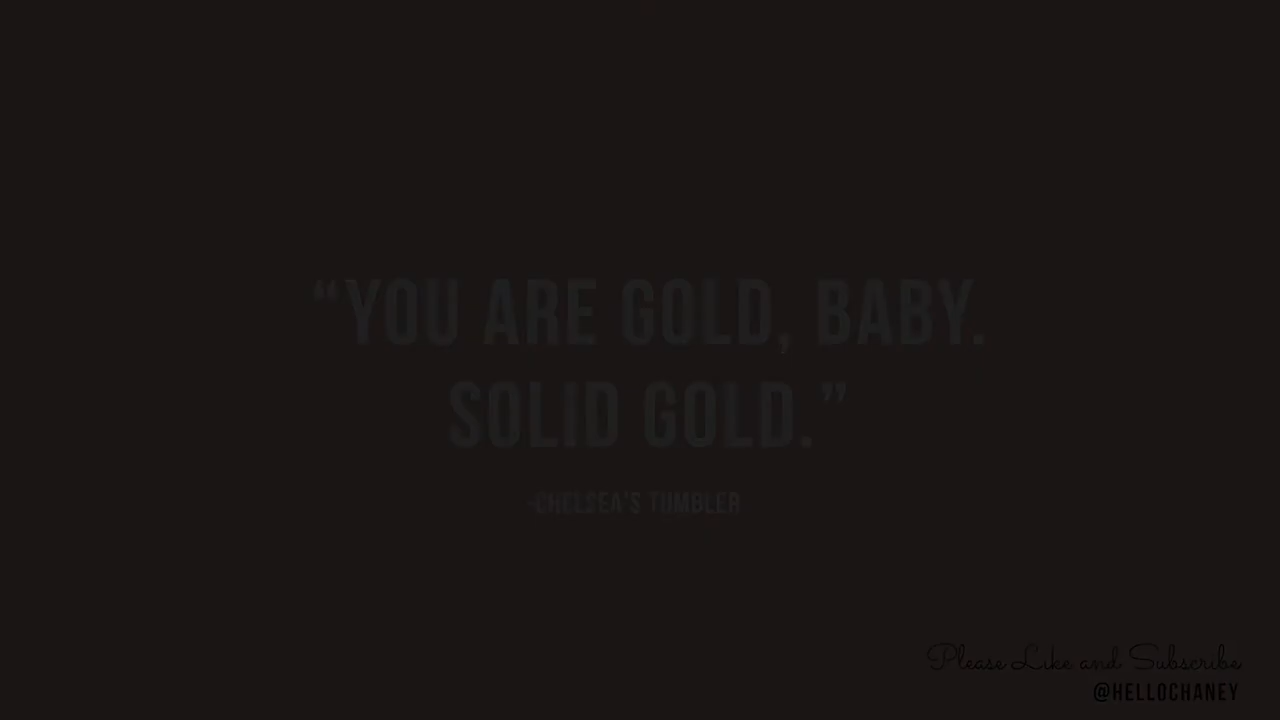 “YOU ARE GOLD, BABY.
SOLID GOLD.”
-CHELSEA'S TUMBLER
Please Like and Subscribe
@HELLOCHANEY